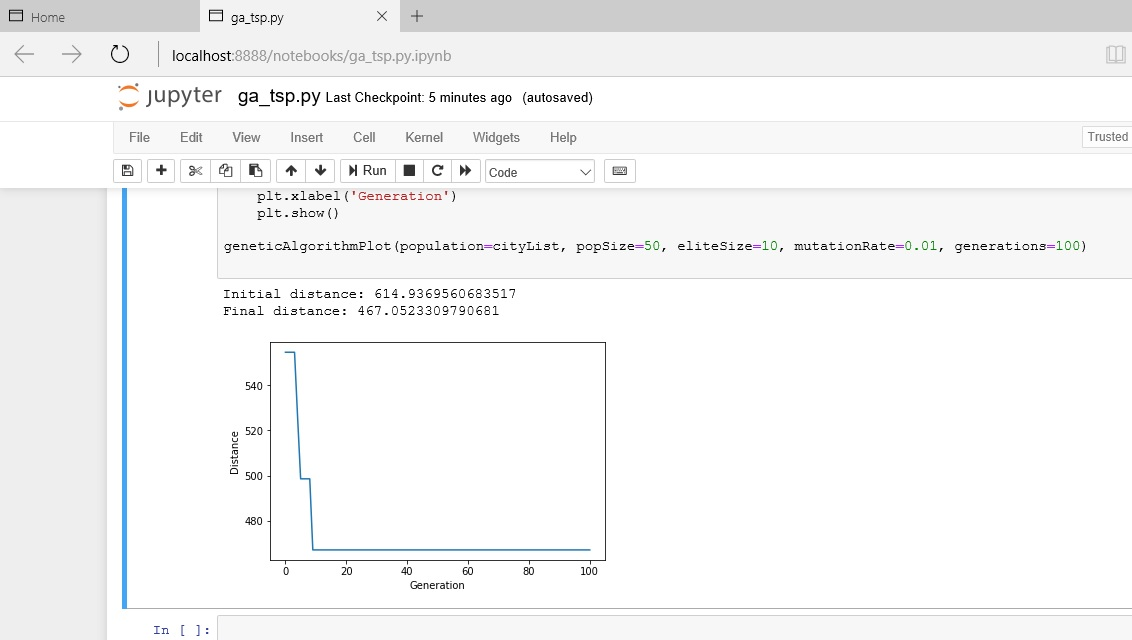 Home
ga_tsp.py
localhost:8888/notebooks/ga_tsp.py.ipynb
jupyter ga_tsp.py Last Checkpoint: 5 minutes ago (autosaved)
File Edit View Insert Cell Kernel Widgets Help Trusted
Run Code
plt.xlabel('Generation')
plt.show()
geneticAlgorithmPlot(population=cityList, popSize=50, eliteSize=10, mutationRate=0.01, generations=100)
Initial distance: 614.9369560683517
Final distance: 467.0523309790681
Distance
540
520
500
480
0 20 40 60 80 100
Generation
In [ ]: